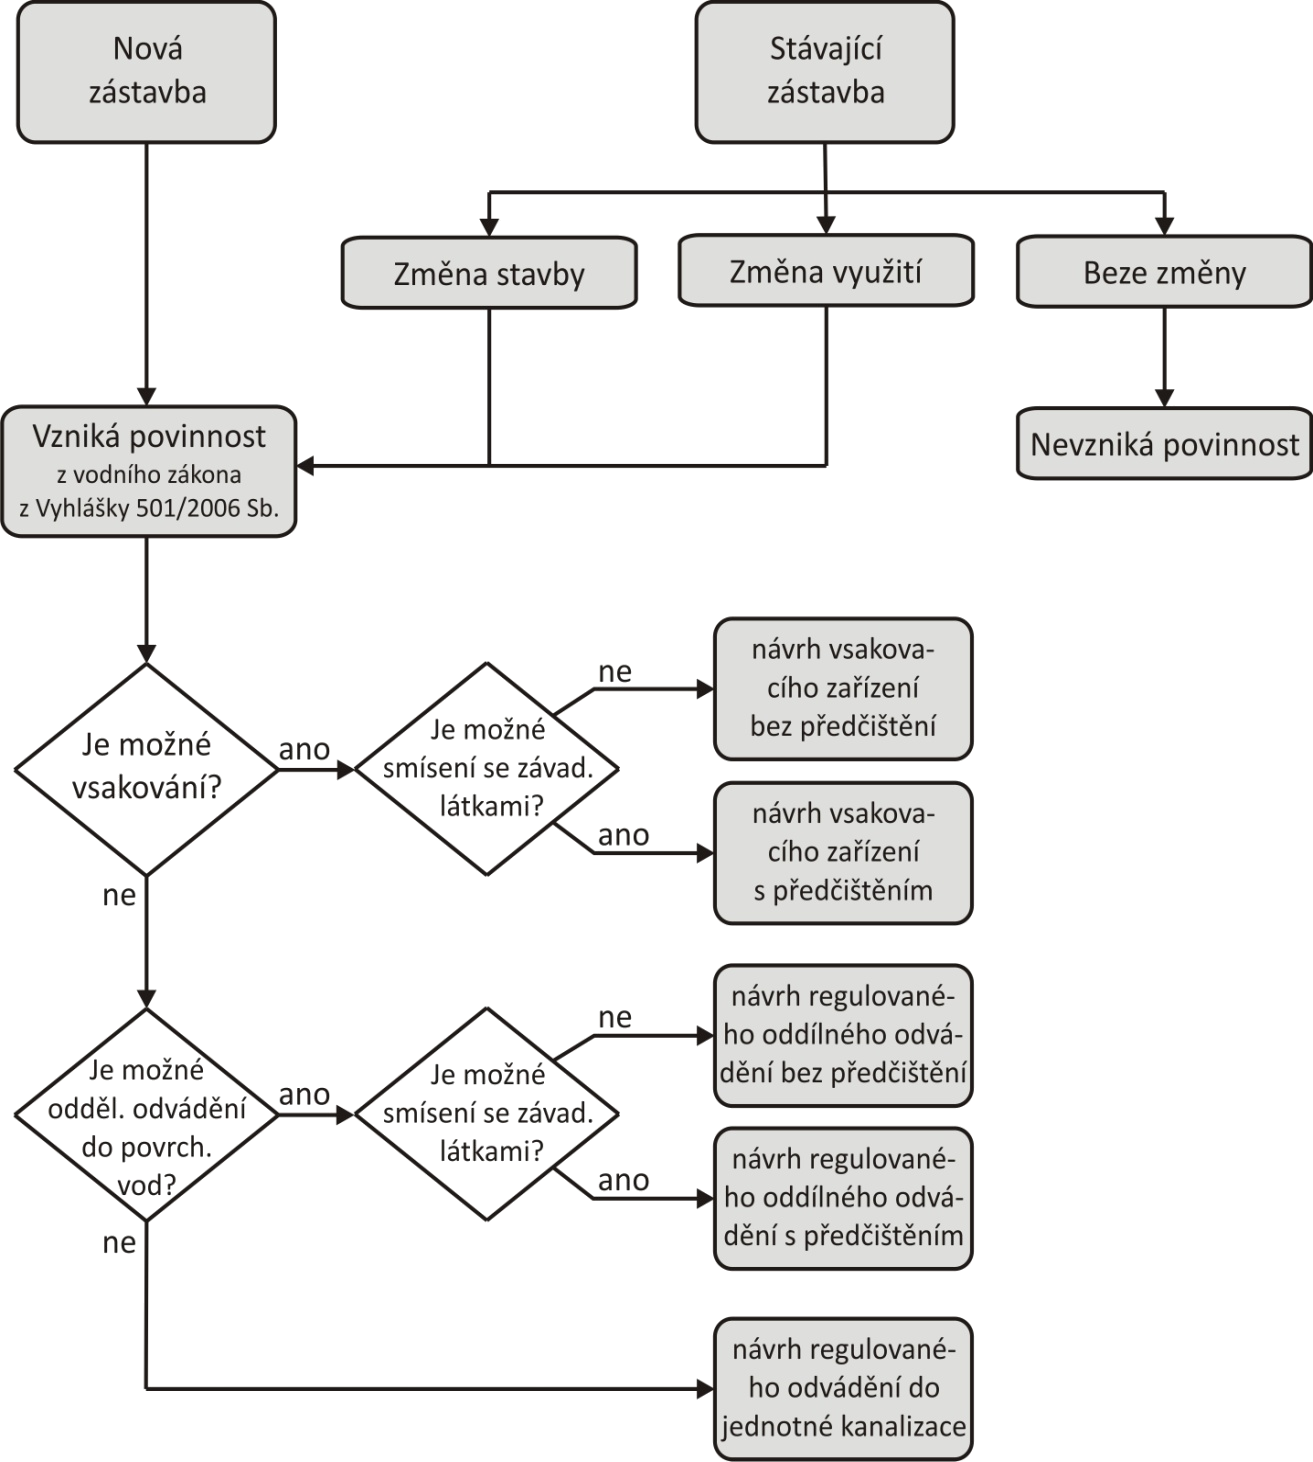 Nová
zástavba
Stávající
zástavba
Změna stavby
Změna využití
Beze změny
Vzniká povinnost
z vodního zákona
z Vyhlášky 501/2006 Sb.
Nevzniká povinnost
Je možné
vsakování?
ano
ne
Je možné
smísení se závad.
látkami?
ne
ano
návrh vsakova-
cího zařízení
bez předčištění
návrh vsakova-
cího zařízení
s předčištěním
Je možné
odděl. odvádění
do povrch.
vod?
ano
ne
Je možné
smísení se závad.
látkami?
ne
ano
návrh regulované-
ho oddílného odvá-
dění bez předčištění
návrh regulované-
ho oddílného odvá-
dění s předčištěním
návrh regulované-
ho odvádění do
jednotné kanalizace